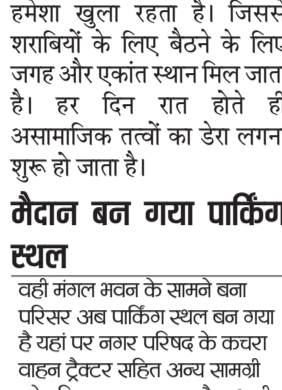 हमेशा खुला रहता है। जिससे
शराबियों के लिए बैठने के लिए
जगह और एकांत स्थान मिल जात
है। हर दिन रात होते ही
असामाजिक तत्वों का डेरा लगन
शुरू हो जाता है।
मैदान बन गया पार्किंग
स्थल
वही मंगल भवन के सामने बना
परिसर अब पार्किंग स्थल बन गया
है यहां पर नगर परिषद के कचरा
वाहन ट्रैक्टर सहित अन्य सामग्री